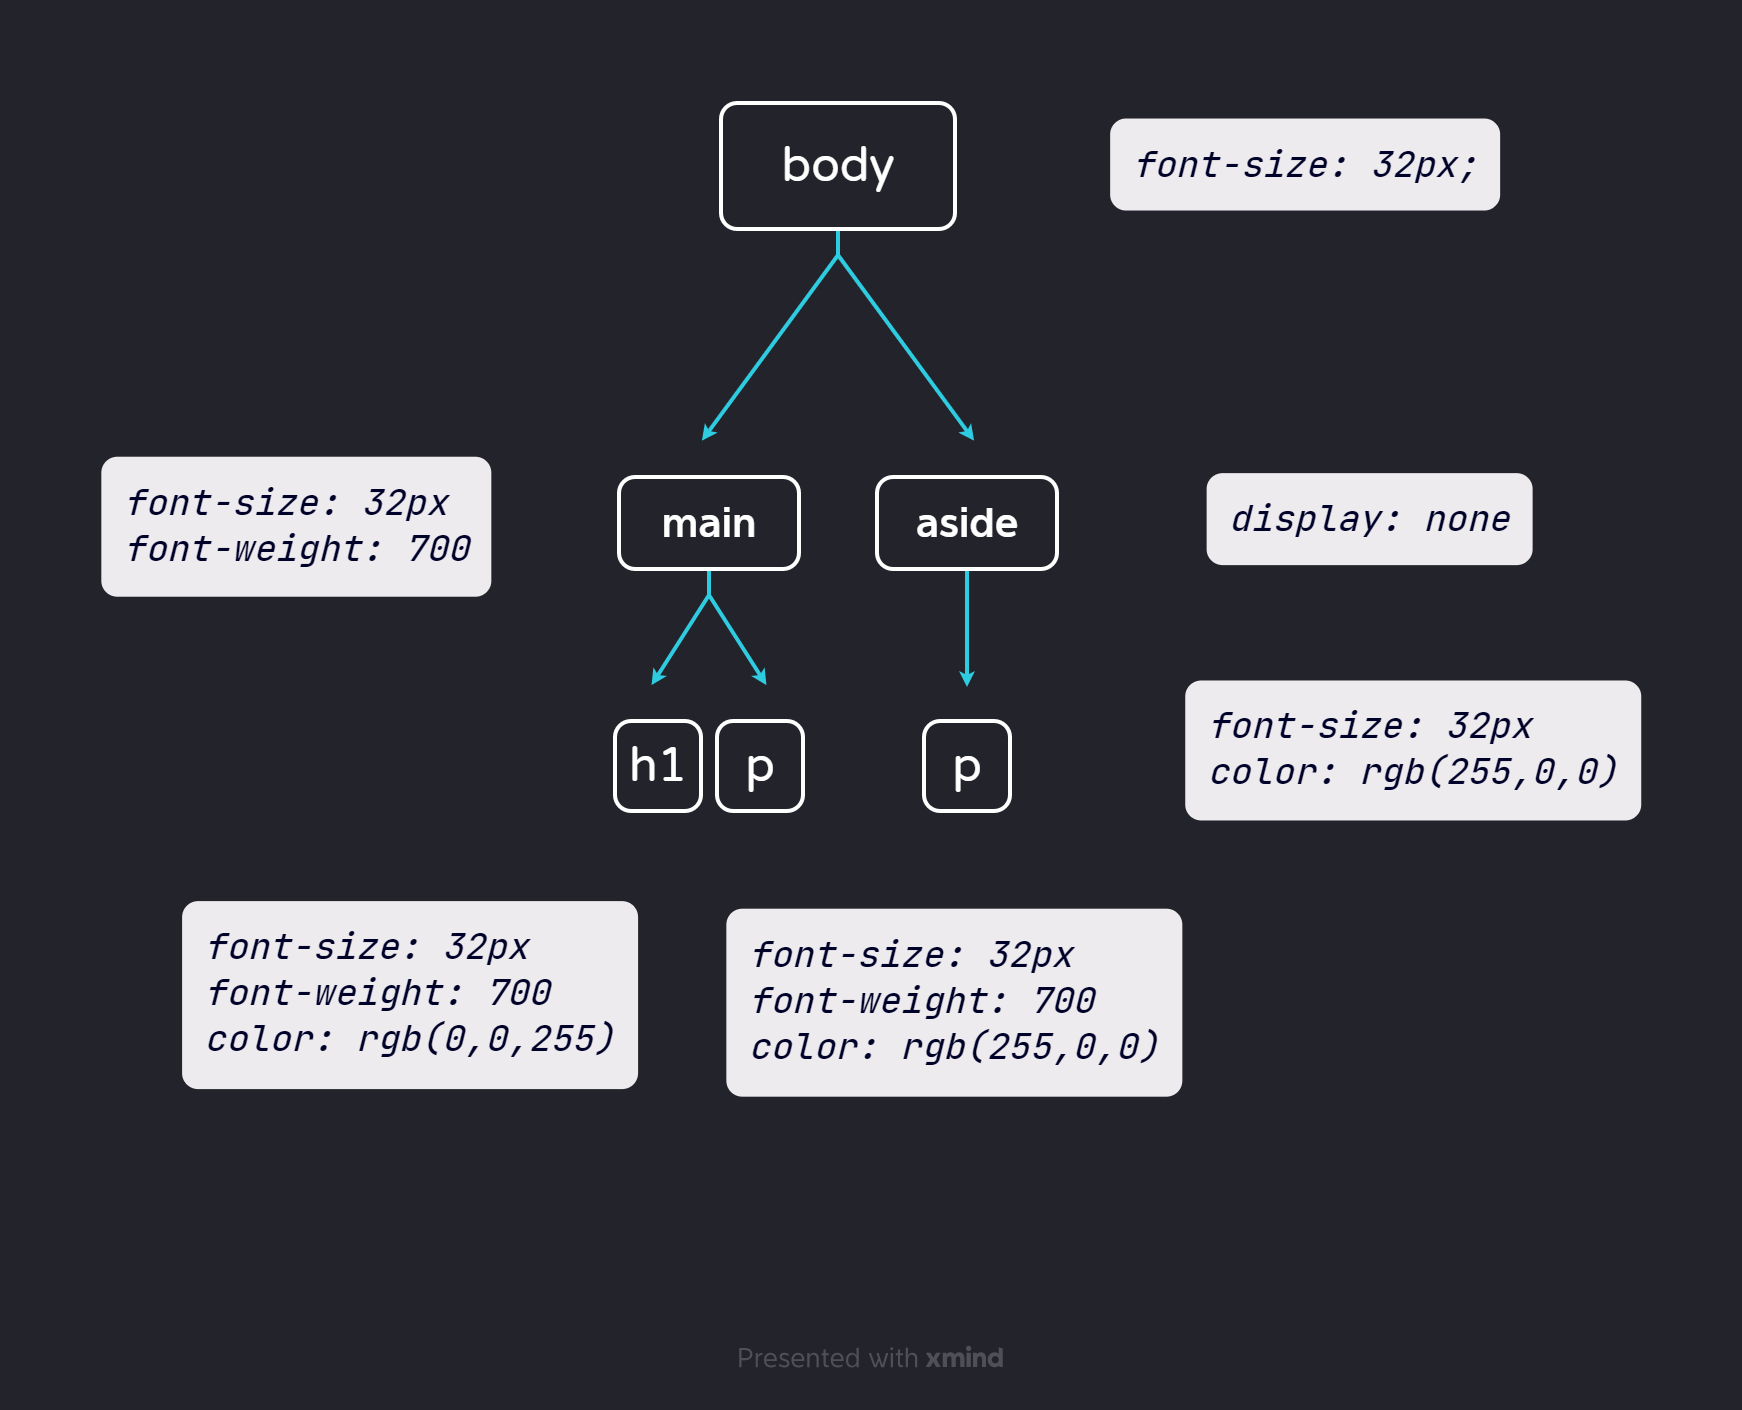 body
font-size: 32px;
font-size: 32px
font-weight: 700
main
aside
display: none
h1
p
p
font-size: 32px
color: rgb(255,0,0)
font-size: 32px
font-weight: 700
color: rgb(0,0,255)
font-size: 32px
font-weight: 700
color: rgb(255,0,0)
Presented with xmind